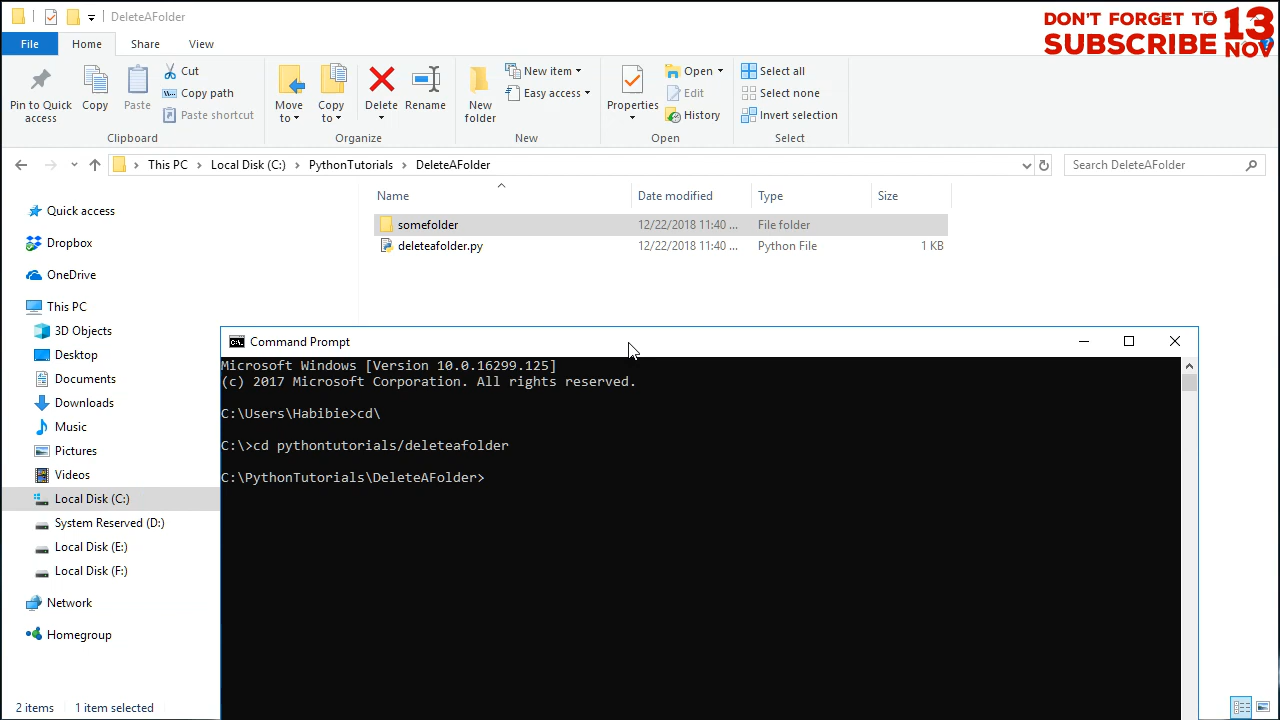 DeleteAFolder
DON'T FORGET TO
SUBSCRIBE
13
NOV
File Home Share View
Pin to Quick access
Copy
Paste
Cut
Copy path
Paste shortcut
Clipboard
Move to
Copy to
Delete
Rename
Organize
New folder
New item
Easy access
New
Properties
Open
Edit
History
Open
Select all
Select none
Invert selection
Select
This PC > Local Disk (C:) > PythonTutorials > DeleteAFolder
Search DeleteAFolder
Name Date modified Type Size
somefolder 12/22/2018 11:40 ... File folder
deleteafolder.py 12/22/2018 11:40 ... Python File 1 KB
Quick access
Dropbox
OneDrive
This PC
3D Objects
Desktop
Documents
Downloads
Music
Pictures
Videos
Local Disk (C:)
System Reserved (D:)
Local Disk (E:)
Local Disk (F:)
Network
Homegroup
2 items 1 item selected
Command Prompt
Microsoft Windows [Version 10.0.16299.125]
(c) 2017 Microsoft Corporation. All rights reserved.
C:\Users\Habibie>cd\
C:\>cd pythontutorials/deleteafolder
C:\PythonTutorials\DeleteAFolder>